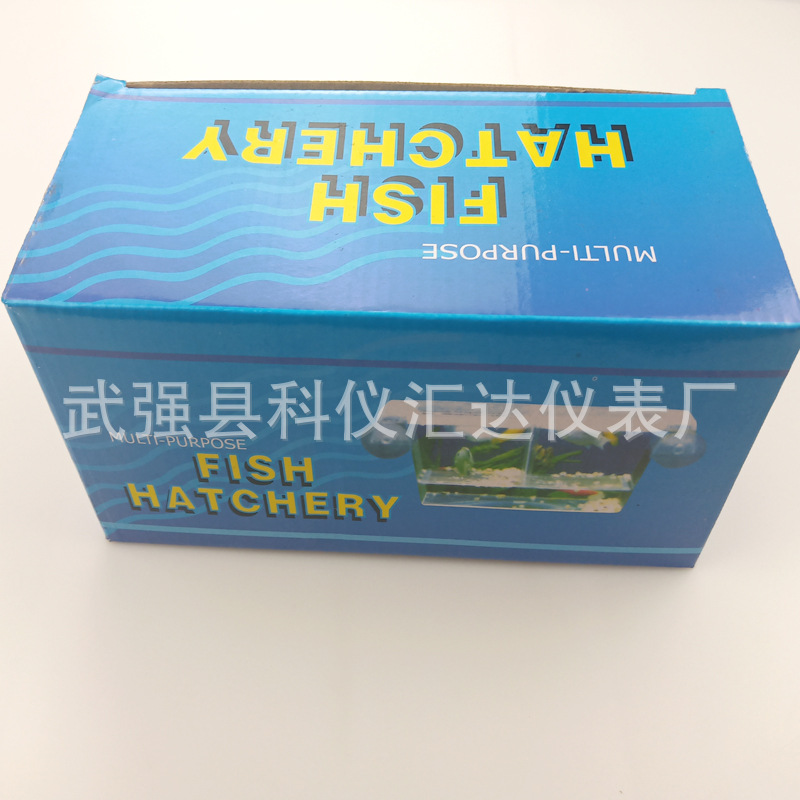 MULTI-PURPOSE
FISH
HATCHERY
武强县科仪汇达仪表厂
MULTI-PURPOSE
FISH
HATCHERY